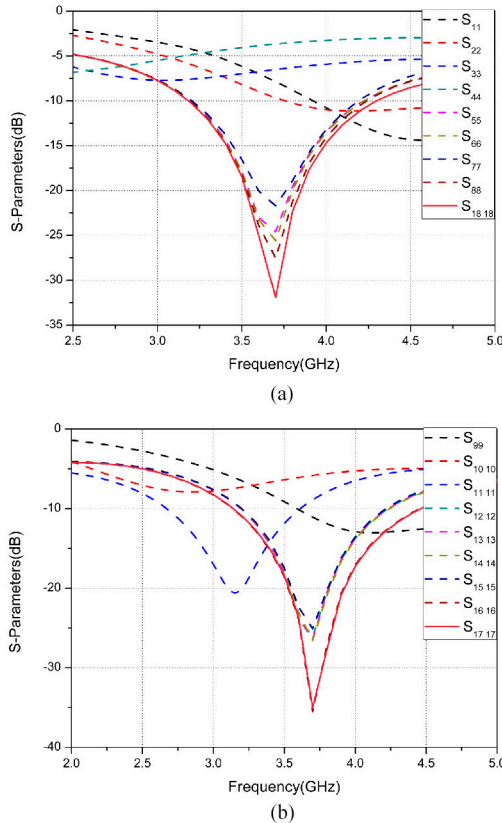 S11
S22
S33
S44
S55
S66
S77
S88
S18 18
0
-5
-10
-15
-20
-25
-30
-35
S-Parameters(dB)
2.5 3.0 3.5 4.0 4.5 5.0
Frequency(GHz)
(a)
S99
S10 10
S11 11
S12 12
S13 13
S14 14
S15 15
S16 16
S17 17
0
-10
-20
-30
-40
S-Parameters(dB)
2.0 2.5 3.0 3.5 4.0 4.5 5.0
Frequency(GHz)
(b)